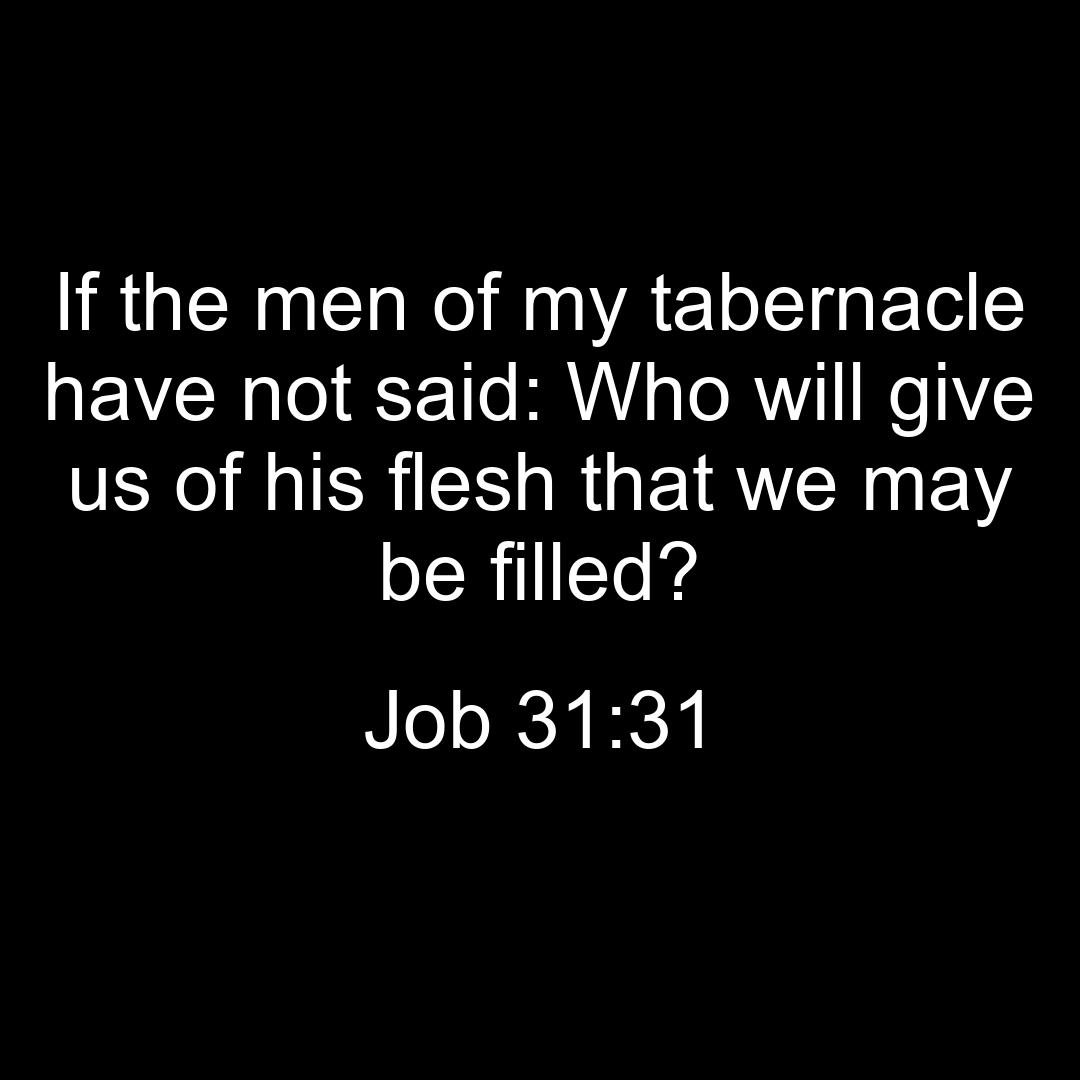 If the men of my tabernacle
have not said: Who will give
us of his flesh that we may
be filled?
Job 31:31